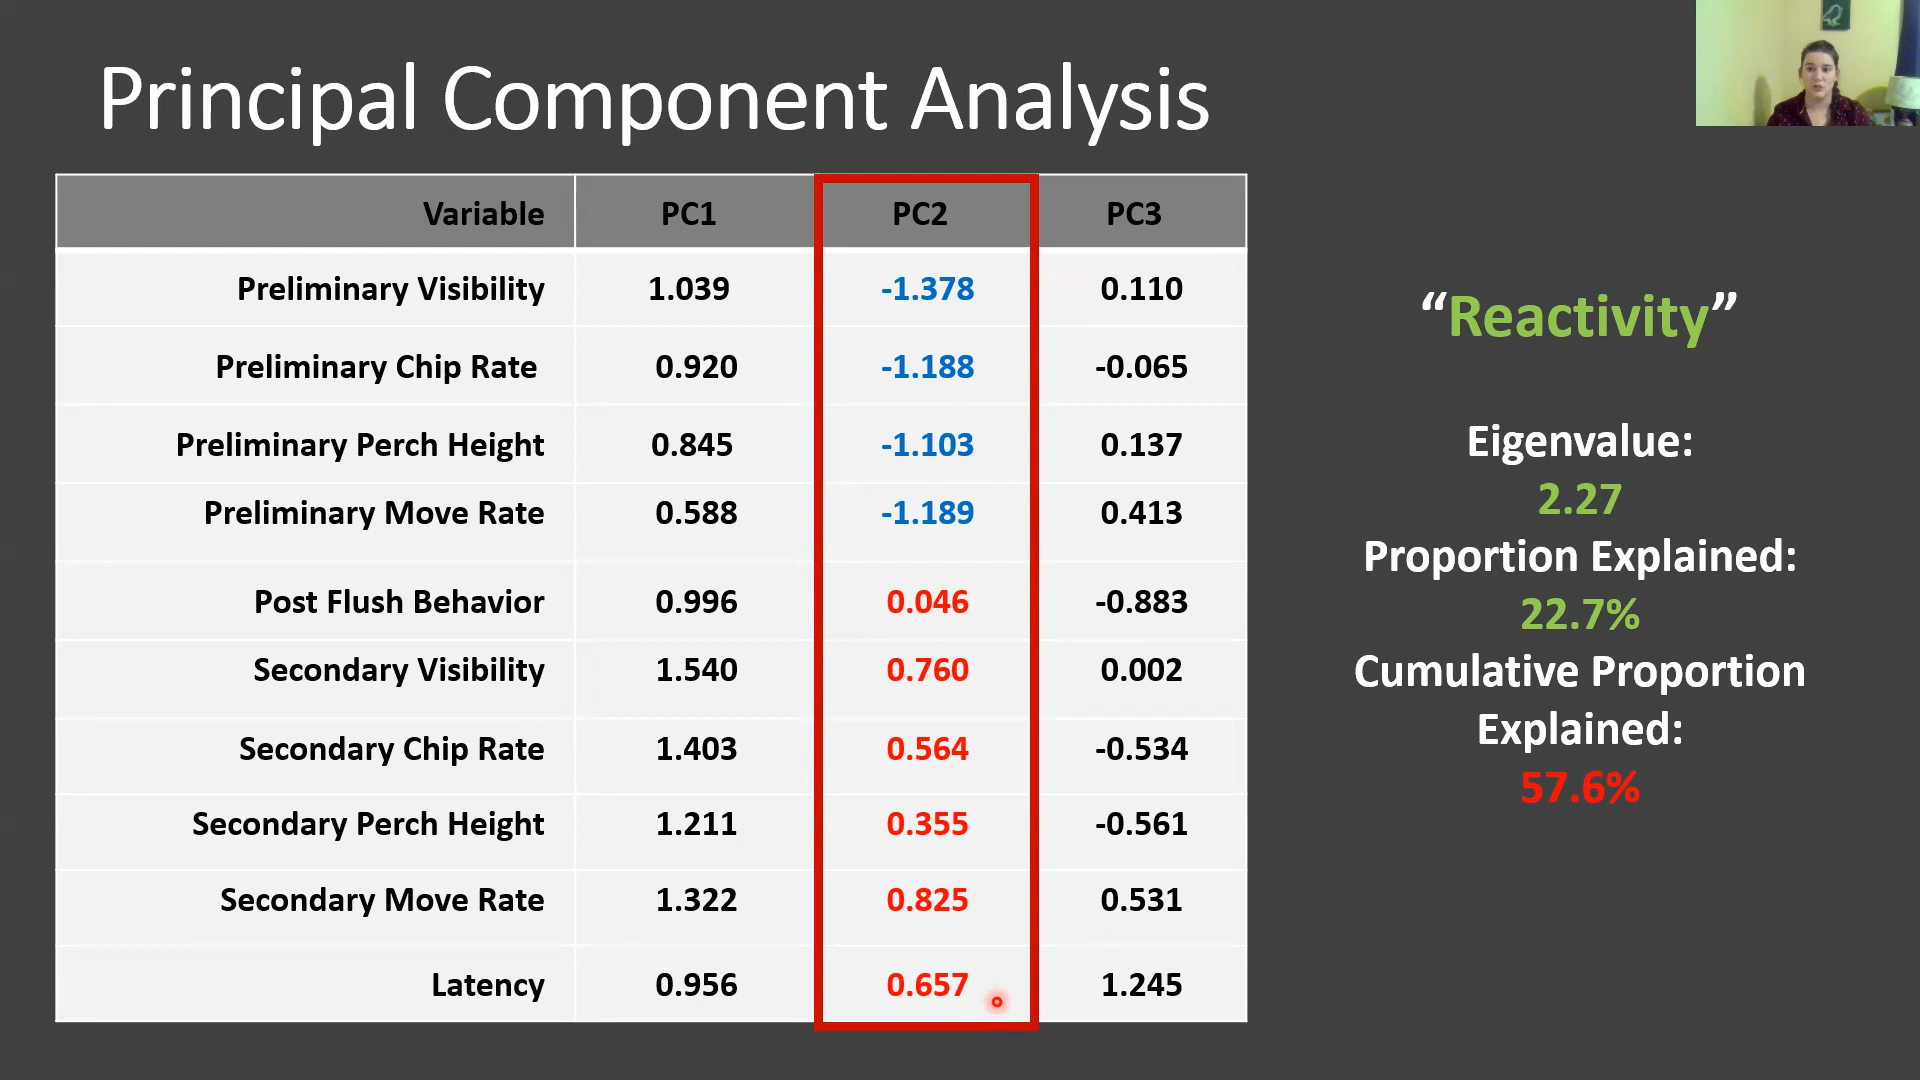 Principal Component Analysis
Variable PC1 PC2 PC3
Preliminary Visibility 1.039 -1.378 0.110
Preliminary Chip Rate 0.920 -1.188 -0.065
Preliminary Perch Height 0.845 -1.103 0.137
Preliminary Move Rate 0.588 -1.189 0.413
Post Flush Behavior 0.996 0.046 -0.883
Secondary Visibility 1.540 0.760 0.002
Secondary Chip Rate 1.403 0.564 -0.534
Secondary Perch Height 1.211 0.355 -0.561
Secondary Move Rate 1.322 0.825 0.531
Latency 0.956 0.657 1.245
“Reactivity”
Eigenvalue:
2.27
Proportion Explained:
22.7%
Cumulative Proportion
Explained:
57.6%